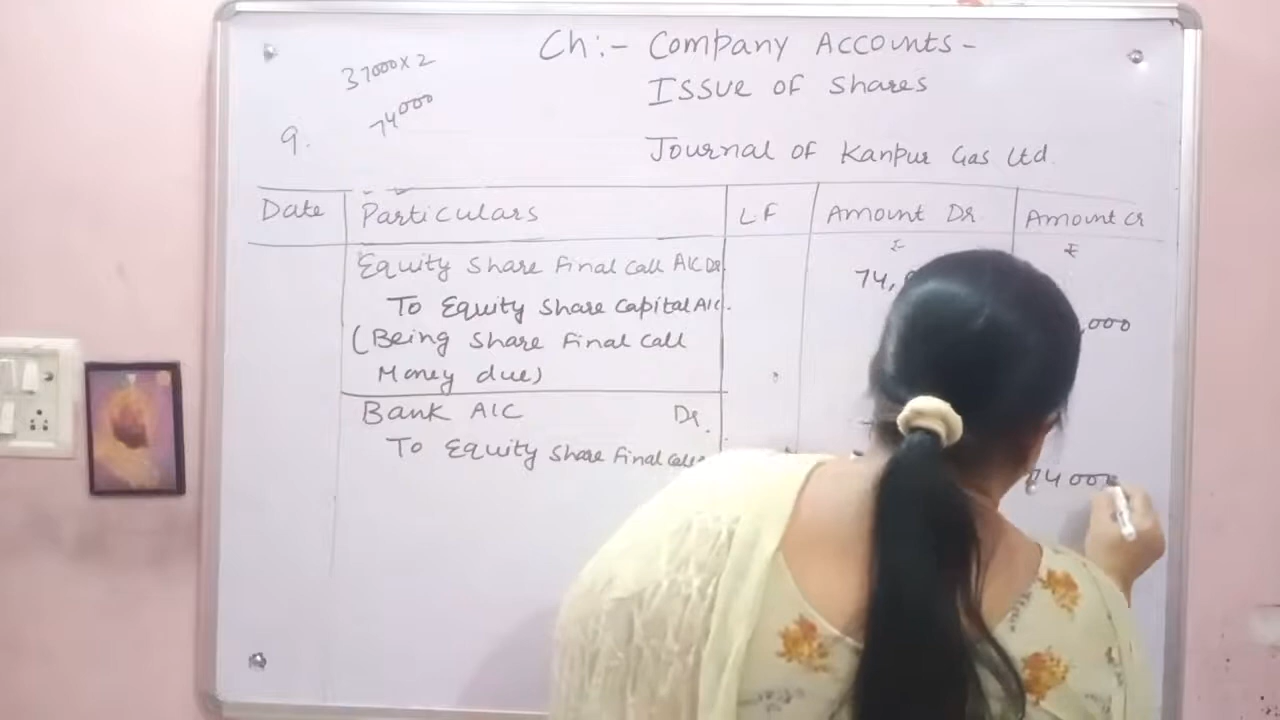 Ch:- Company Accounts-
Issue of Shares
37000x2
74000
9.
Journal of Kanpur Gas Ltd
Date Particulars LF Amount Dr Amount Cr
₹ ₹
Equity Share Final Call A/C Dr 74,
To Equity Share Capital A/C. ,000
(Being Share Final Call
Money due)
Bank A/C Dr.
To Equity Share Final Call 74000